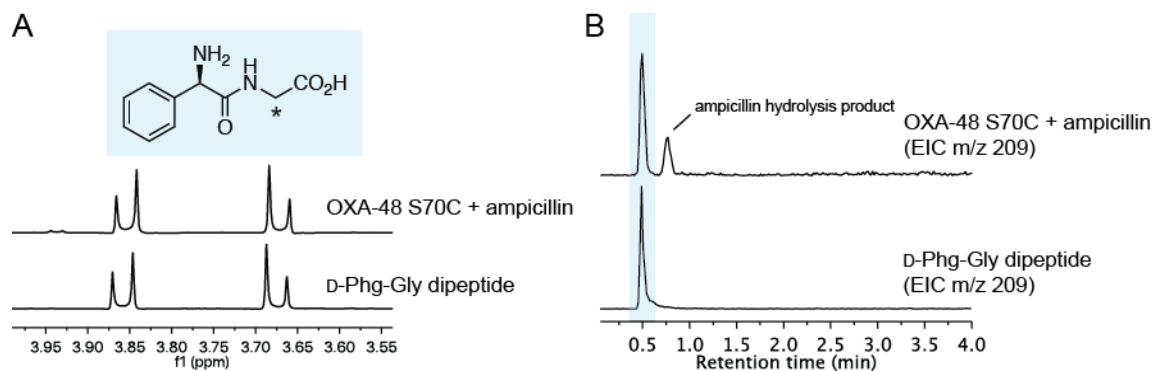 A
NH₂
H
N
CO₂H
O
*
OXA-48 S70C + ampicillin
D-Phg-Gly dipeptide
3.95 3.90 3.85 3.80 3.75 3.70 3.65 3.60 3.55
f1 (ppm)
B
ampicillin hydrolysis product
OXA-48 S70C + ampicillin
(EIC m/z 209)
D-Phg-Gly dipeptide
(EIC m/z 209)
0.5 1.0 1.5 2.0 2.5 3.0 3.5 4.0
Retention time (min)